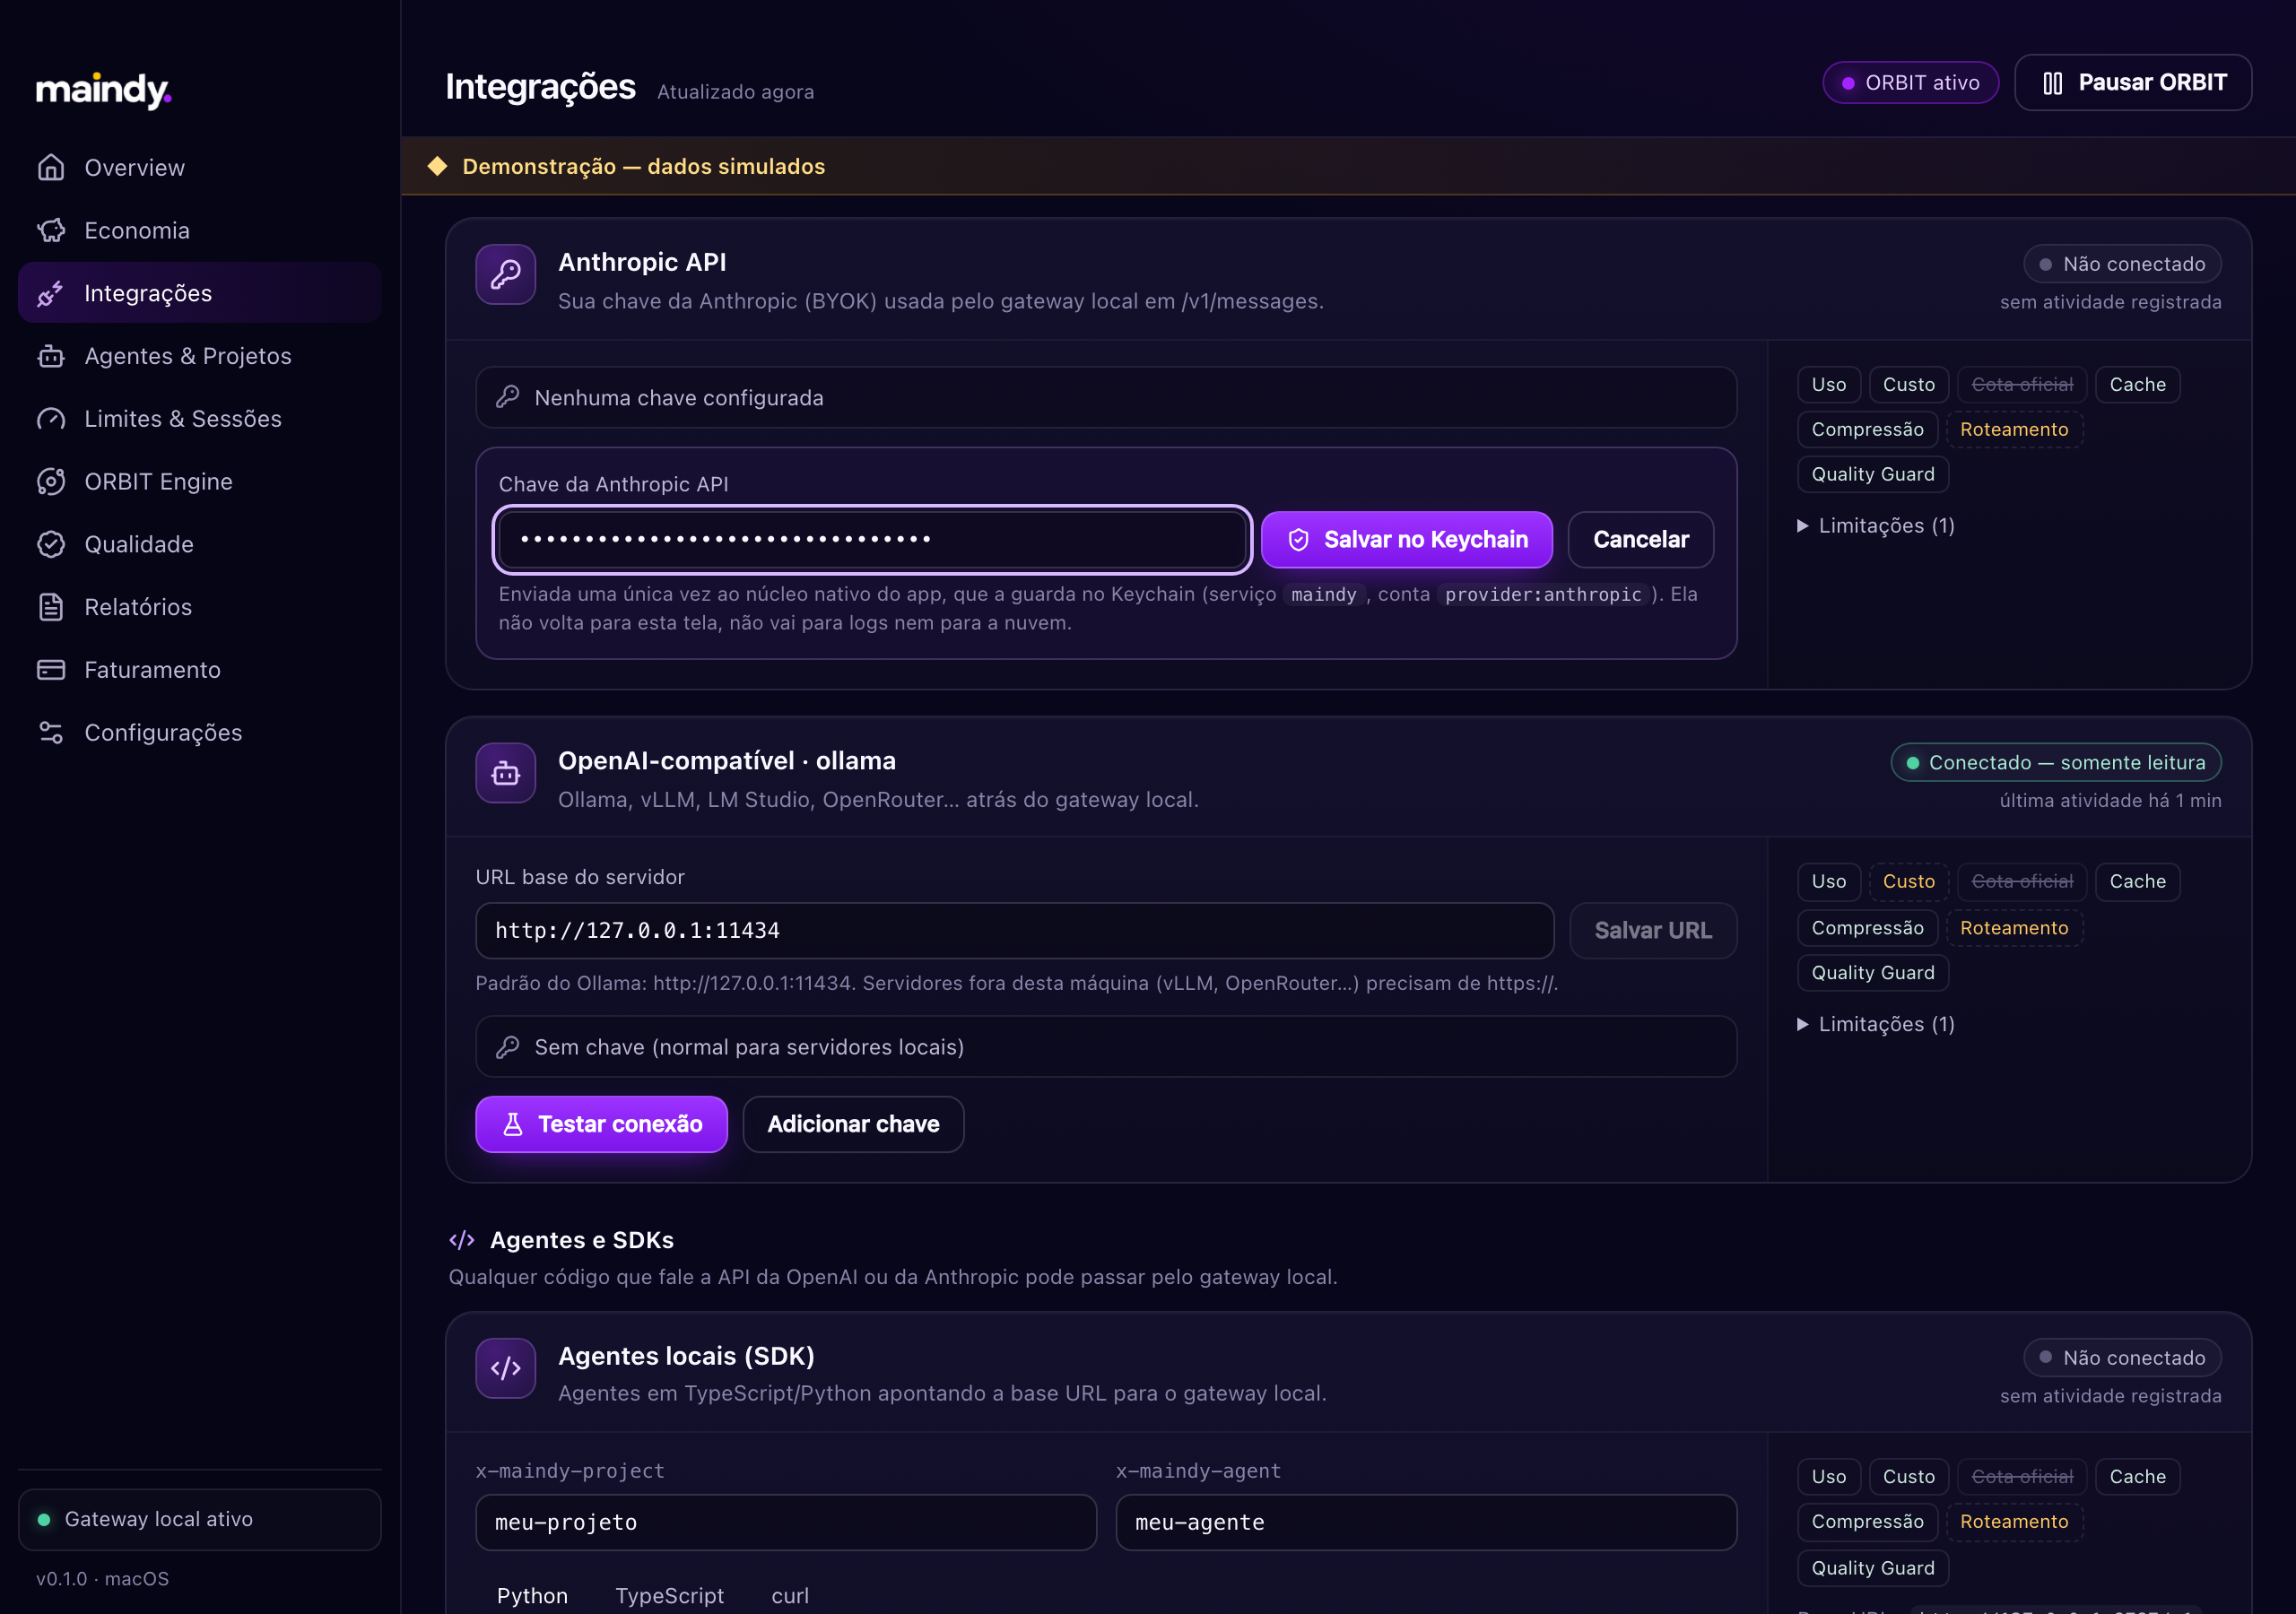 maindy.
Overview
Economia
Integrações
Agentes & Projetos
Limites & Sessões
ORBIT Engine
Qualidade
Relatórios
Faturamento
Configurações
Gateway local ativo
v0.1.0 · macOS
Integrações Atualizado agora
ORBIT ativo
Pausar ORBIT
Demonstração — dados simulados
Anthropic API
Sua chave da Anthropic (BYOK) usada pelo gateway local em /v1/messages.
Não conectado
sem atividade registrada
Nenhuma chave configurada
Chave da Anthropic API
Salvar no Keychain
Cancelar
Enviada uma única vez ao núcleo nativo do app, que a guarda no Keychain (serviço maindy, conta provider:anthropic). Ela
não volta para esta tela, não vai para logs nem para a nuvem.
Uso Custo Cota oficial Cache
Compressão Roteamento
Quality Guard
Limitações (1)
OpenAI-compatível · ollama
Ollama, vLLM, LM Studio, OpenRouter… atrás do gateway local.
Conectado — somente leitura
última atividade há 1 min
URL base do servidor
http://127.0.0.1:11434
Salvar URL
Padrão do Ollama: http://127.0.0.1:11434. Servidores fora desta máquina (vLLM, OpenRouter…) precisam de https://.
Sem chave (normal para servidores locais)
Testar conexão
Adicionar chave
Uso Custo Cota oficial Cache
Compressão Roteamento
Quality Guard
Limitações (1)
</> Agentes e SDKs
Qualquer código que fale a API da OpenAI ou da Anthropic pode passar pelo gateway local.
Agentes locais (SDK)
Agentes em TypeScript/Python apontando a base URL para o gateway local.
Não conectado
sem atividade registrada
x-maindy-project
meu-projeto
x-maindy-agent
meu-agente
Python TypeScript curl
Uso Custo Cota oficial Cache
Compressão Roteamento
Quality Guard